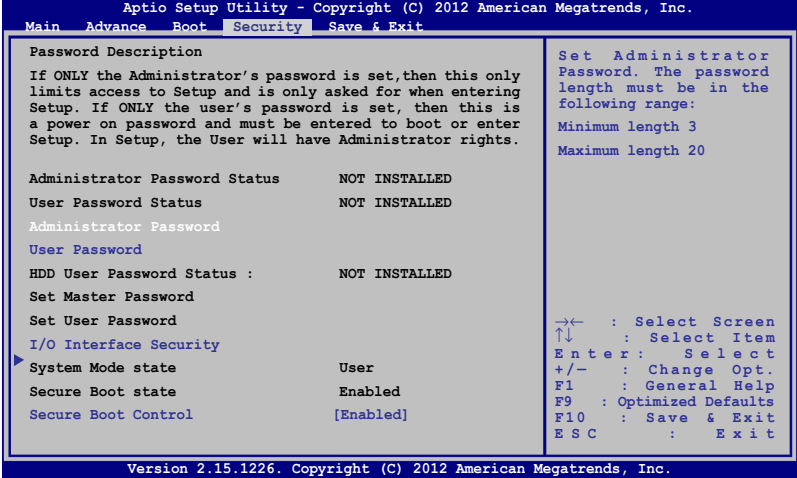 Aptio Setup Utility - Copyright (C) 2012 American Megatrends, Inc.
Main Advance Boot Security Save & Exit
Password Description
If ONLY the Administrator's password is set,then this only
limits access to Setup and is only asked for when entering
Setup. If ONLY the user's password is set, then this is
a power on password and must be entered to boot or enter
Setup. In Setup, the User will have Administrator rights.
Administrator Password Status NOT INSTALLED
User Password Status NOT INSTALLED
Administrator Password
User Password
HDD User Password Status : NOT INSTALLED
Set Master Password
Set User Password
I/O Interface Security
System Mode state User
Secure Boot state Enabled
Secure Boot Control [Enabled]
Set Administrator
Password. The password
length must be in the
following range:
Minimum length 3
Maximum length 20
→← : Select Screen
↑↓ : Select Item
Enter: Select
+/— : Change Opt.
F1 : General Help
F9 : Optimized Defaults
F10 : Save & Exit
ESC : Exit
Version 2.15.1226. Copyright (C) 2012 American Megatrends, Inc.